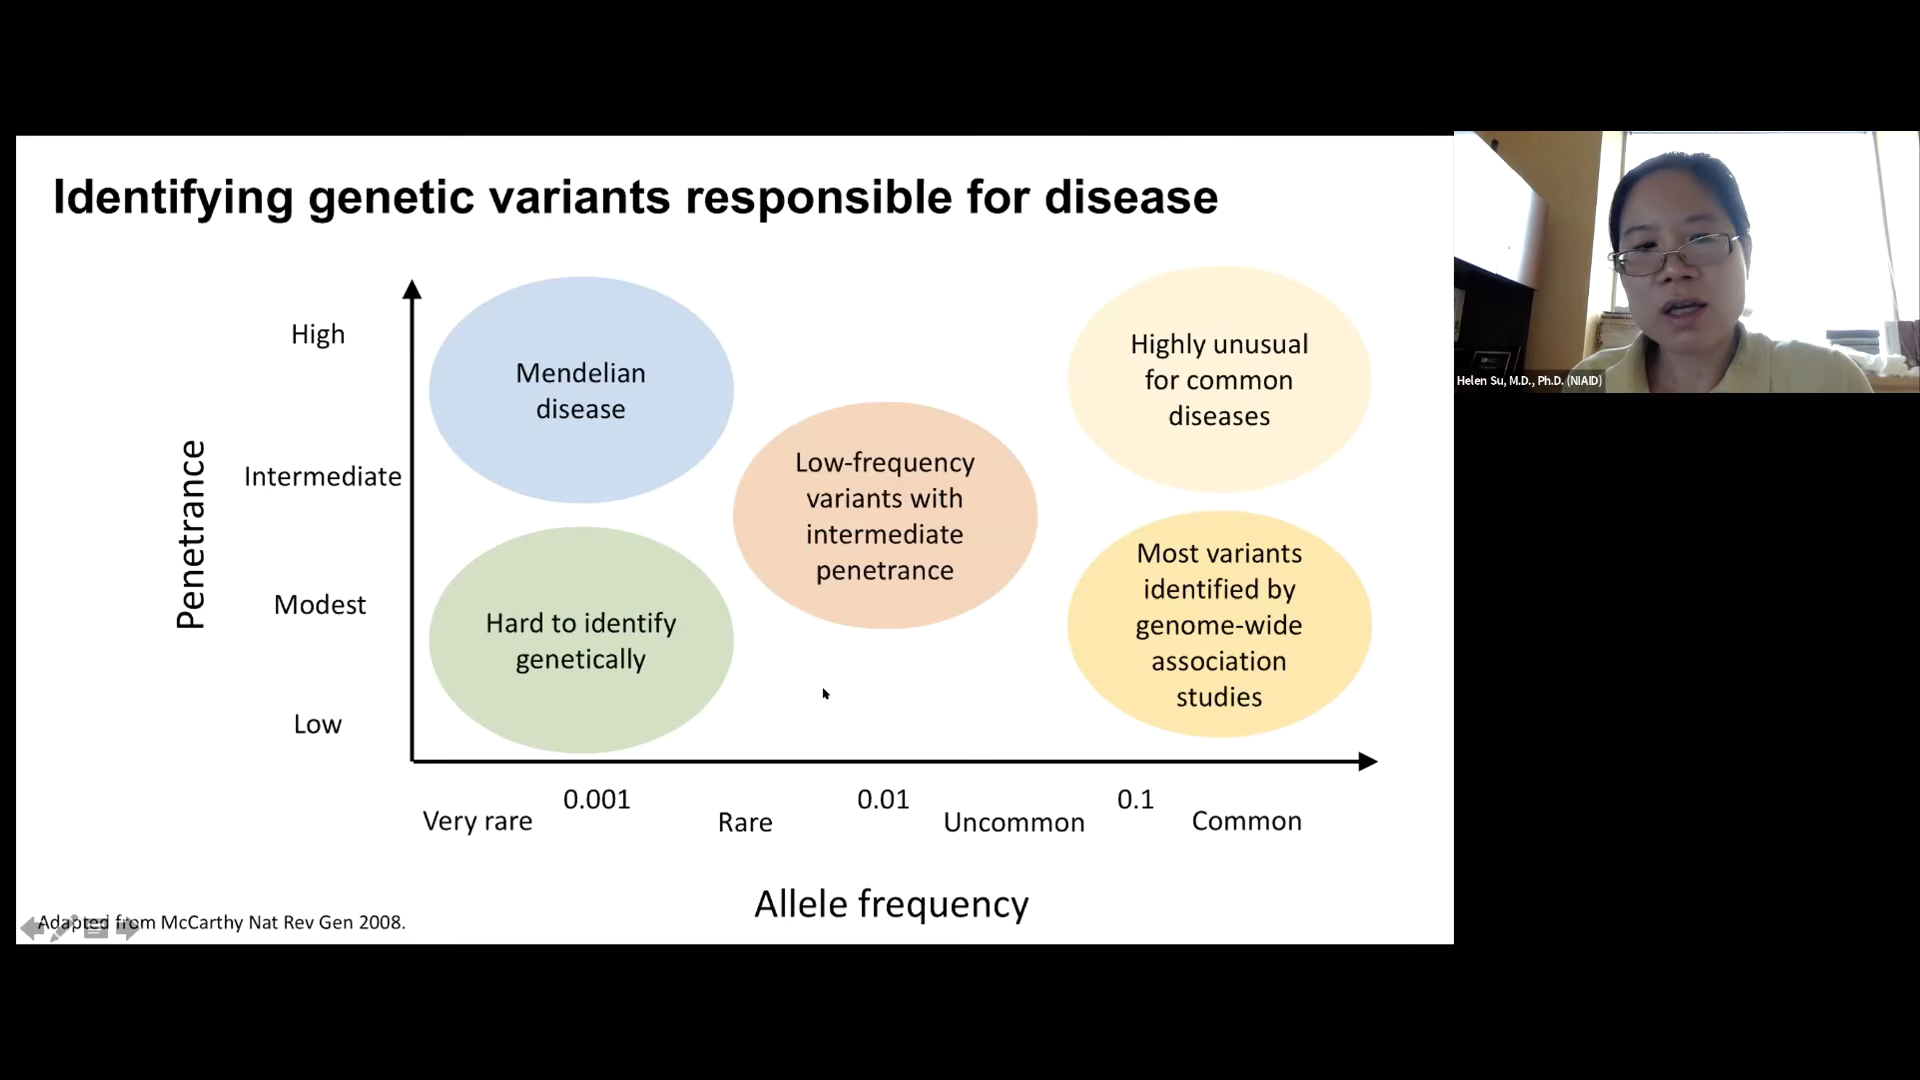 Identifying genetic variants responsible for disease
High
Intermediate
Modest
Low
Penetrance
Mendelian
disease
Hard to identify
genetically
Low-frequency
variants with
intermediate
penetrance
Highly unusual
for common
diseases
Most variants
identified by
genome-wide
association
studies
0.001
0.01
0.1
Very rare
Rare
Uncommon
Common
Allele frequency
Adapted from McCarthy Nat Rev Gen 2008.
Helen Su, M.D., Ph.D. (NIAID)